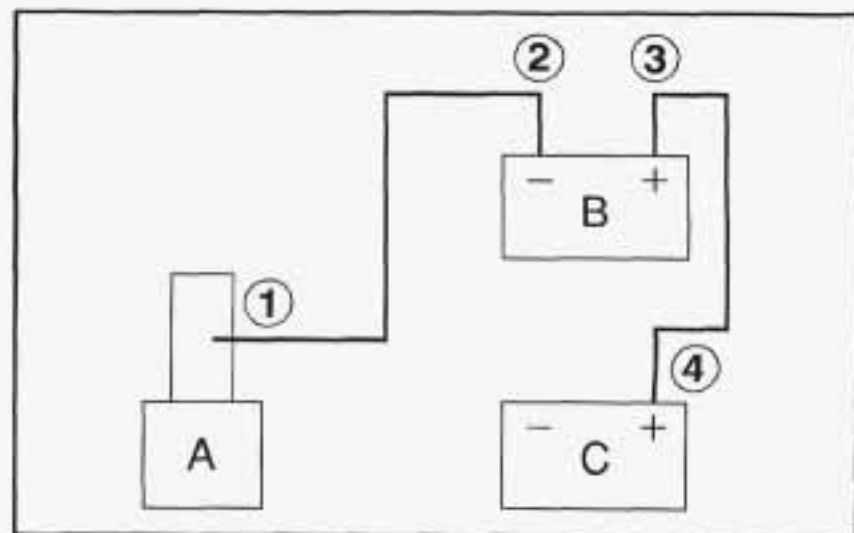 ② ③
− +
B
①
④
− +
A C